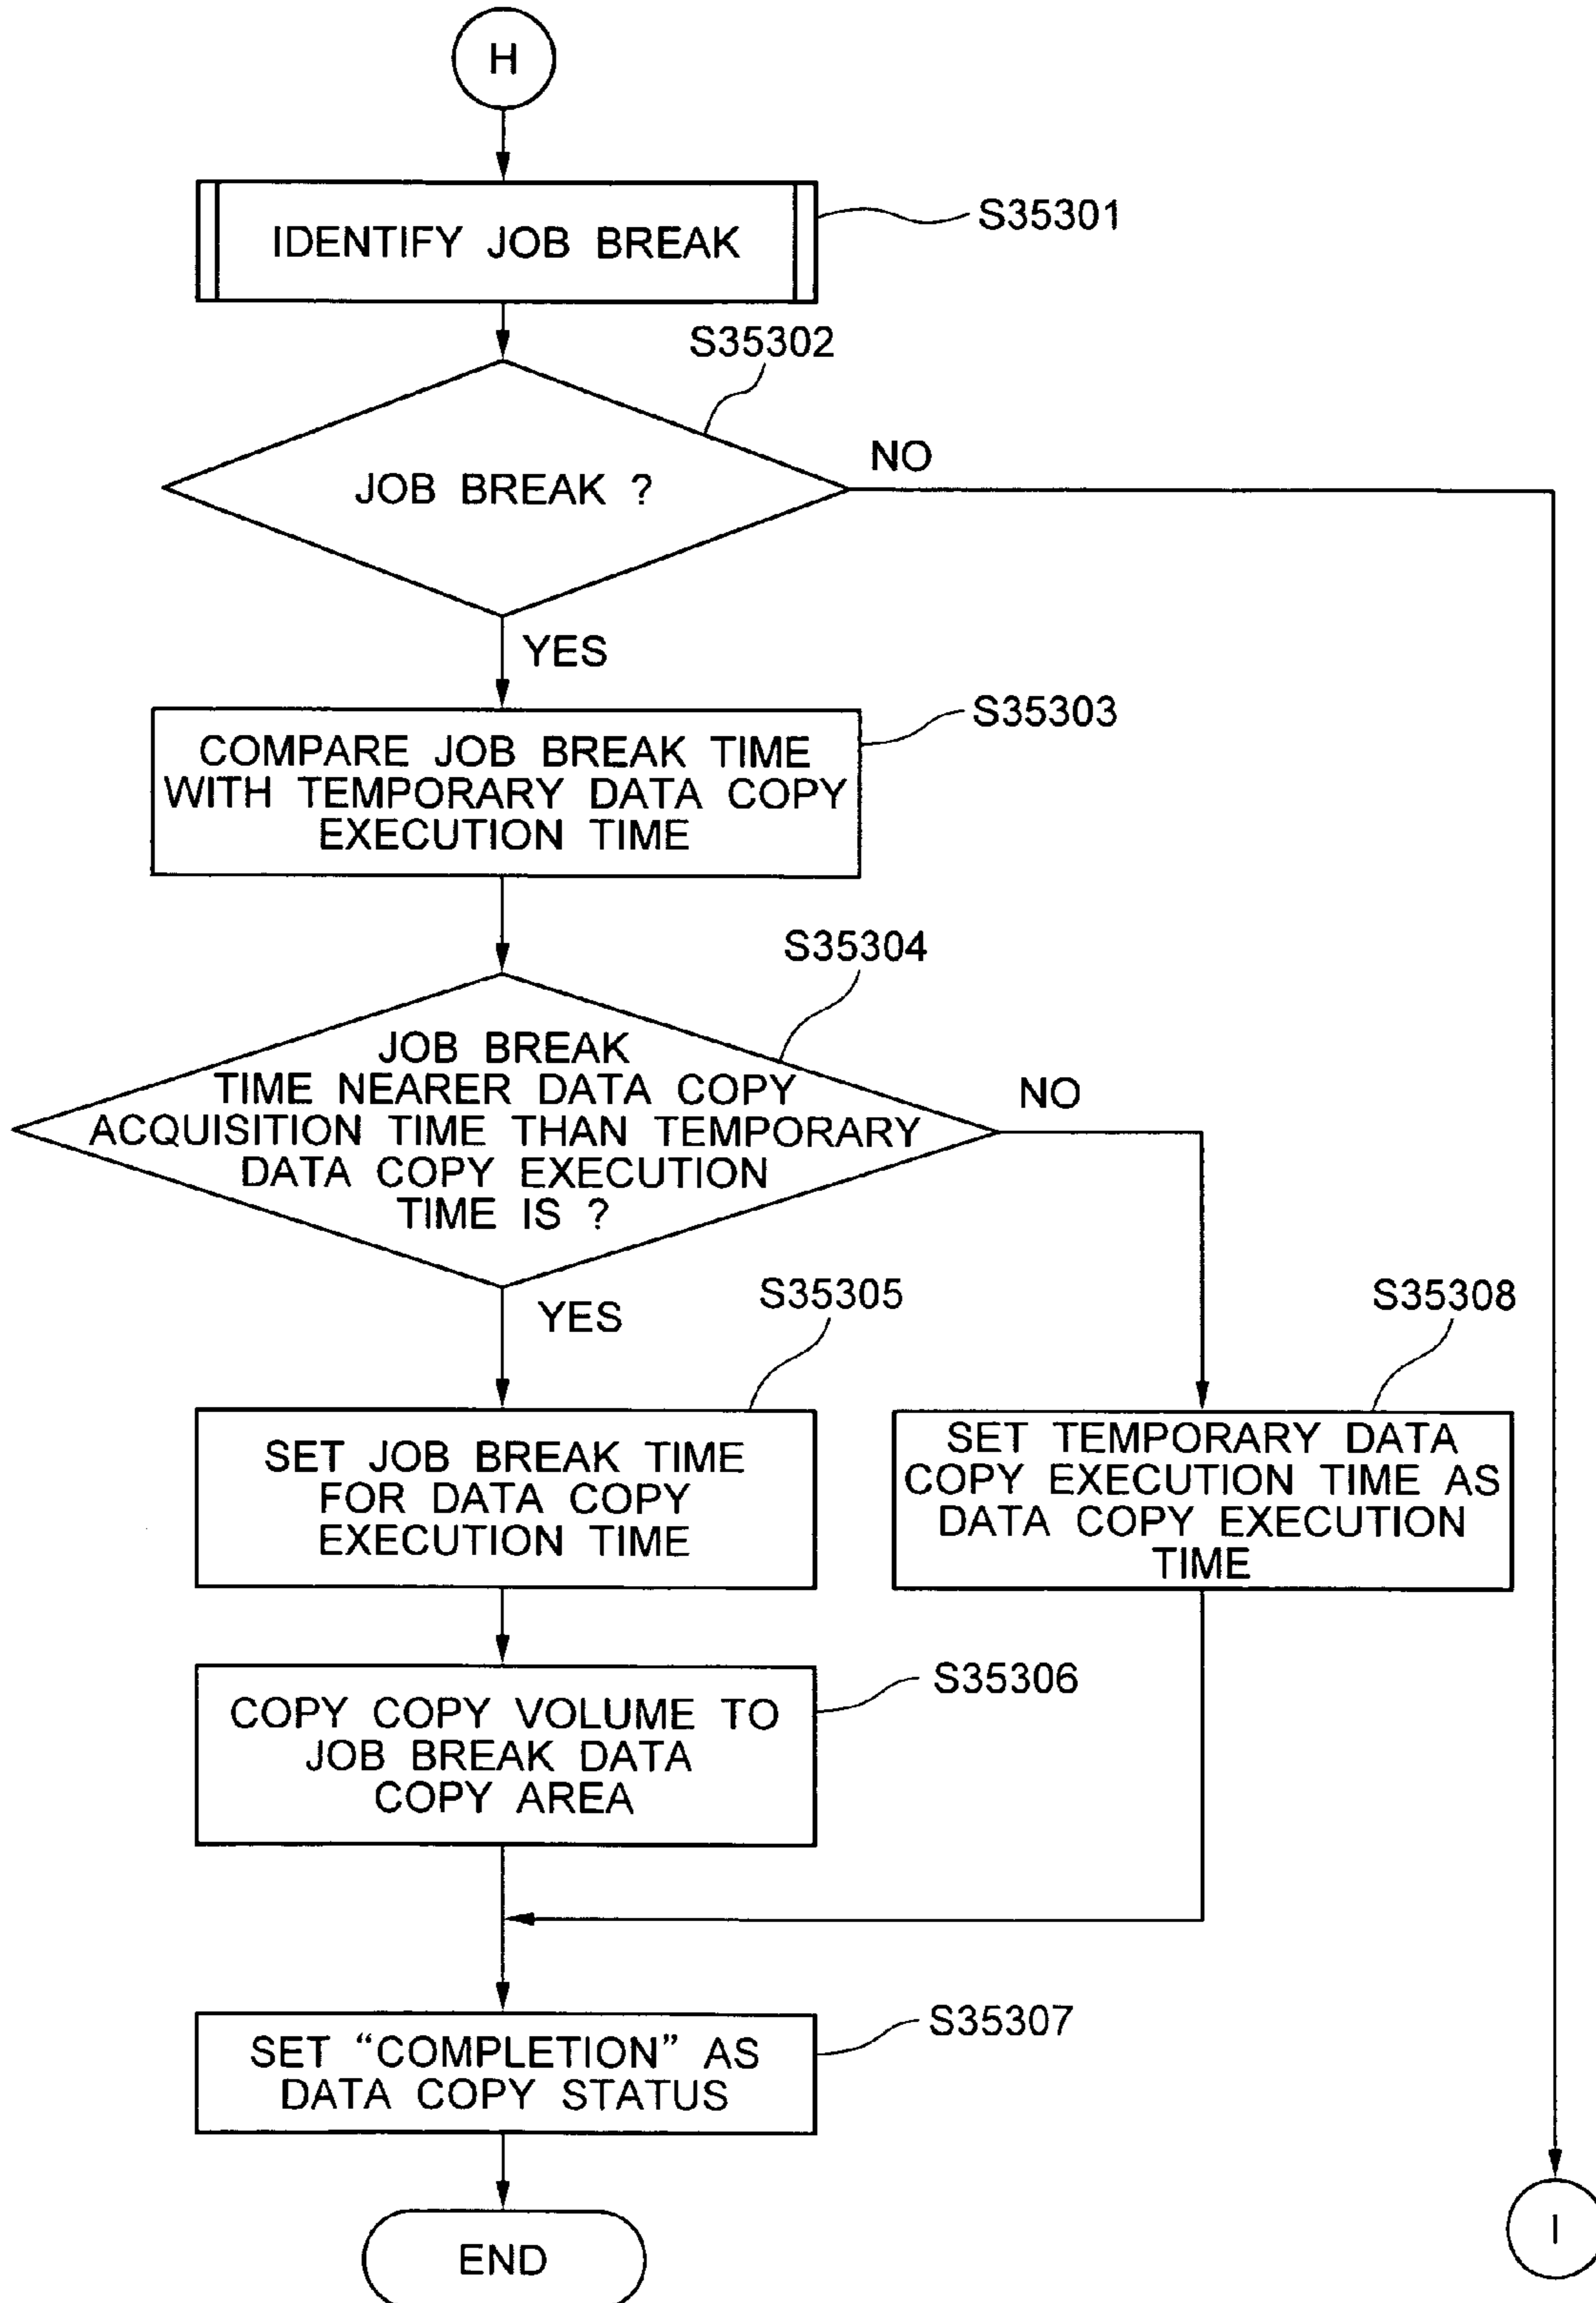 H
IDENTIFY JOB BREAK
S35301
S35302
JOB BREAK ?
NO
YES
COMPARE JOB BREAK TIME
WITH TEMPORARY DATA COPY
EXECUTION TIME
S35303
S35304
JOB BREAK
TIME NEARER DATA COPY
ACQUISITION TIME THAN TEMPORARY
DATA COPY EXECUTION
TIME IS ?
NO
YES
S35305
S35308
SET JOB BREAK TIME
FOR DATA COPY
EXECUTION TIME
SET TEMPORARY DATA
COPY EXECUTION TIME AS
DATA COPY EXECUTION
TIME
COPY COPY VOLUME TO
JOB BREAK DATA
COPY AREA
S35306
SET “COMPLETION” AS
DATA COPY STATUS
S35307
END
I